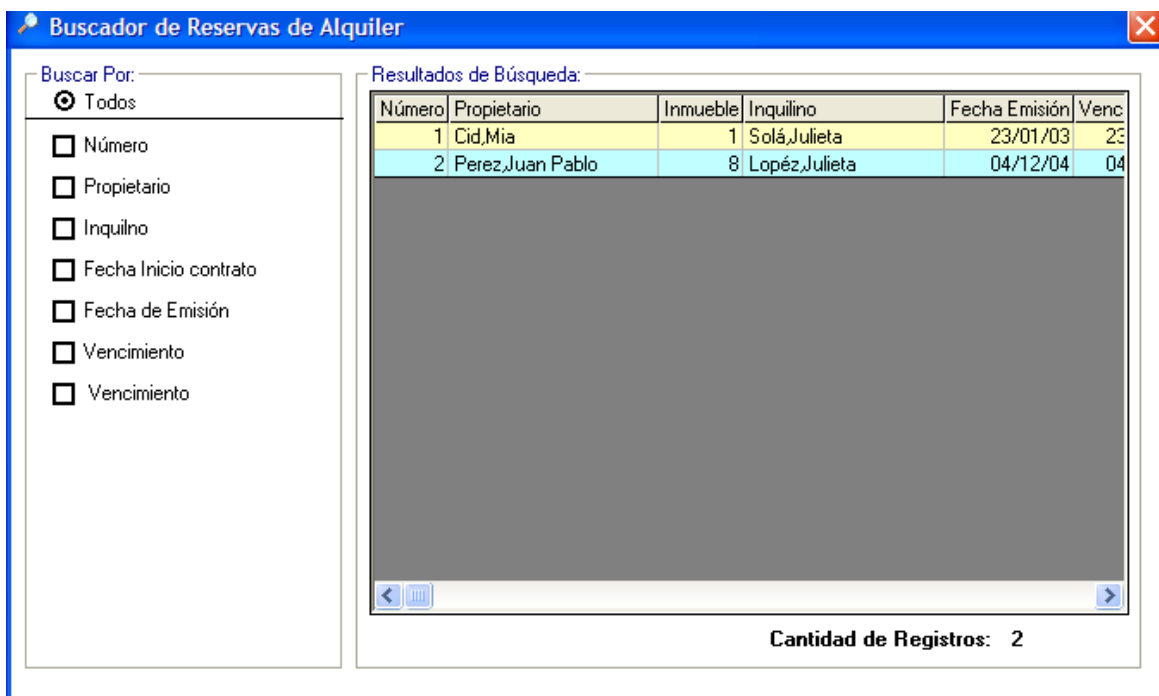 Buscador de Reservas de Alquiler
Buscar Por:
Todos
Número
Propietario
Inquilno
Fecha Inicio contrato
Fecha de Emisión
Vencimiento
Vencimiento
Resultados de Búsqueda:
Número Propietario Inmueble Inquilino Fecha Emisión Venc
1 Cid,Mia 1 Solá,Julieta 23/01/03 23
2 Perez,Juan Pablo 8 Lopéz,Julieta 04/12/04 04
Cantidad de Registros: 2